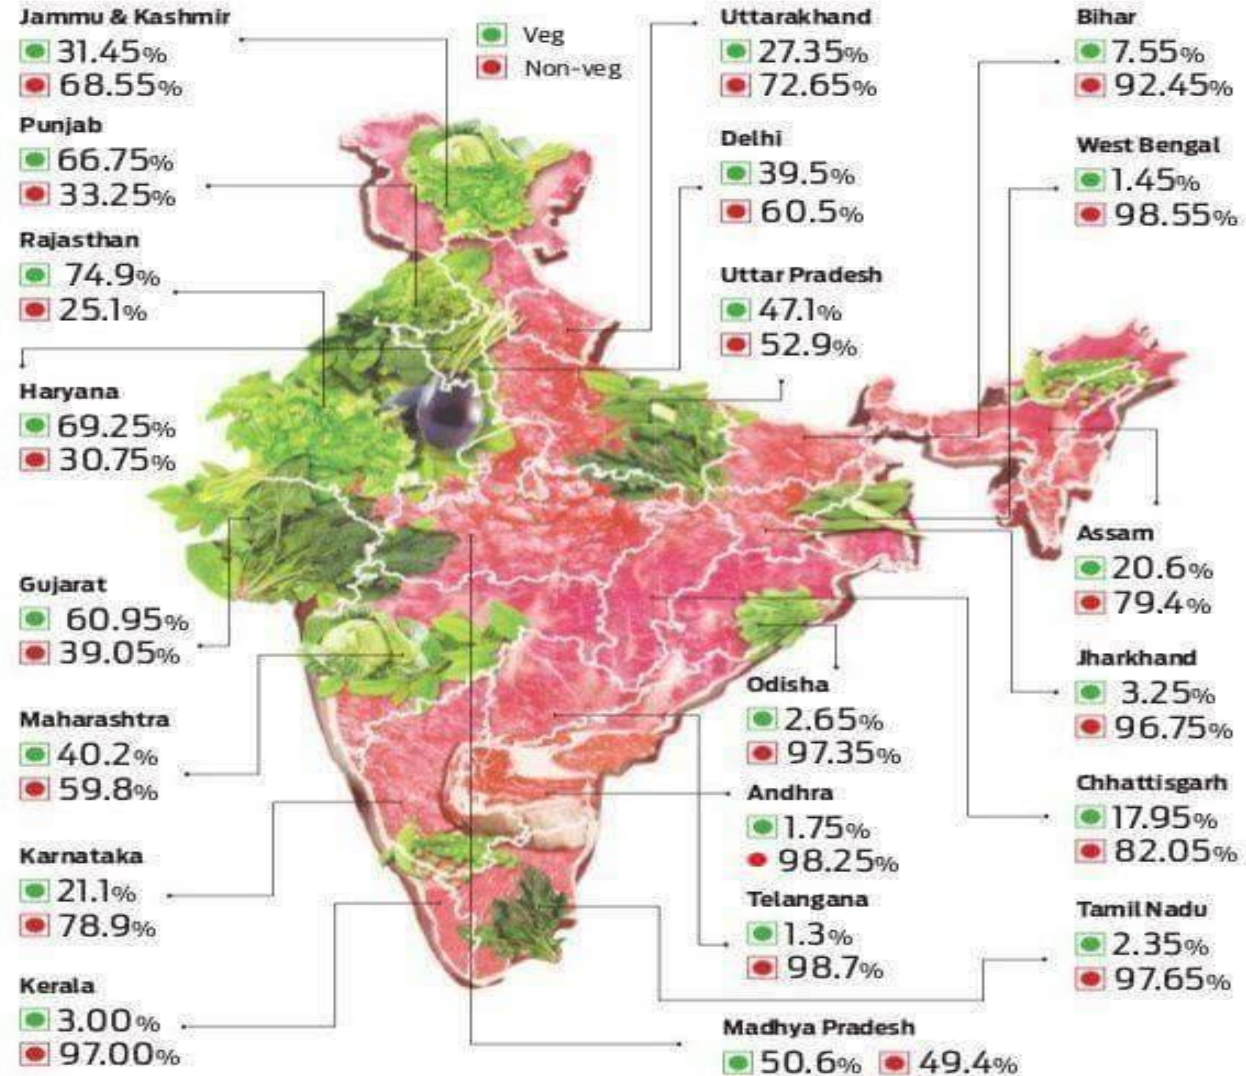 Jammu & Kashmir
31.45%
68.55%
Punjab
66.75%
33.25%
Rajasthan
74.9%
25.1%
Haryana
69.25%
30.75%
Gujarat
60.95%
39.05%
Maharashtra
40.2%
59.8%
Karnataka
21.1%
78.9%
Kerala
3.00%
97.00%
Veg
Non-veg
Uttarakhand
27.35%
72.65%
Delhi
39.5%
60.5%
Uttar Pradesh
47.1%
52.9%
Odisha
2.65%
97.35%
Andhra
1.75%
98.25%
Telangana
1.3%
98.7%
Madhya Pradesh
50.6% 49.4%
Bihar
7.55%
92.45%
West Bengal
1.45%
98.55%
Assam
20.6%
79.4%
Jharkhand
3.25%
96.75%
Chhattisgarh
17.95%
82.05%
Tamil Nadu
2.35%
97.65%